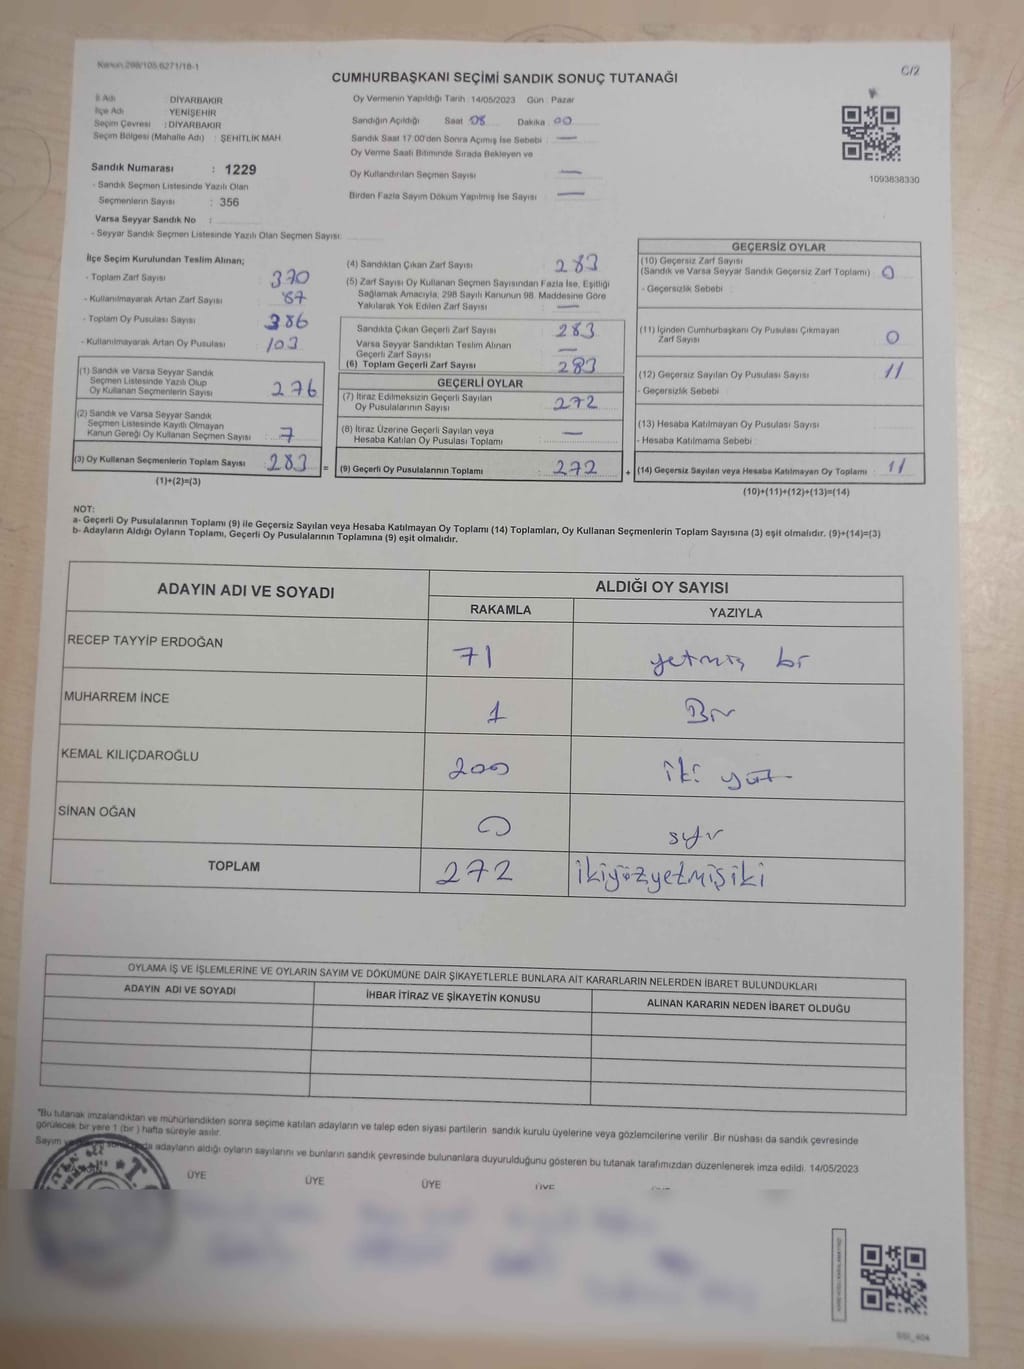 Kanun:298/105,6271/18-1
C/2
CUMHURBAŞKANI SEÇİMİ SANDIK SONUÇ TUTANAĞI
İl Adı DİYARBAKIR
İlçe Adı YENİŞEHİR
Seçim Çevresi : DİYARBAKIR
Seçim Bölgesi (Mahalle Adı) : ŞEHİTLİK MAH.
Sandık Numarası : 1229
- Sandık Seçmen Listesinde Yazılı Olan
Seçmenlerin Sayısı : 356
Varsa Seyyar Sandık No :
- Seyyar Sandık Seçmen Listesinde Yazılı Olan Seçmen Sayısı:
Oy Vermenin Yapıldığı Tarih 14/05/2023 Gün : Pazar
Sandığın Açıldığı Saat 08 Dakika 00
Sandık Saat 17:00'den Sonra Açılmış İse Sebebi : —
Oy Verme Saati Bitiminde Sırada Bekleyen ve
Oy Kullandırılan Seçmen Sayısı —
Birden Fazla Sayım Döküm Yapılmış İse Sayısı —
1093838330
İlçe Seçim Kurulundan Teslim Alınan;
- Toplam Zarf Sayısı 370
- Kullanılmayarak Artan Zarf Sayısı 87
- Toplam Oy Pusulası Sayısı 386
- Kullanılmayarak Artan Oy Pusulası 103
(1) Sandık ve Varsa Seyyar Sandık
Seçmen Listesinde Yazılı Olup
Oy Kullanan Seçmenlerin Sayısı 276
(2) Sandık ve Varsa Seyyar Sandık
Seçmen Listesinde Kayıtlı Olmayan
Kanun Gereği Oy Kullanan Seçmen Sayısı : 7
(3) Oy Kullanan Seçmenlerin Toplam Sayısı 283
(1)+(2)=(3)
=
(4) Sandıktan Çıkan Zarf Sayısı 283
(5) Zarf Sayısı Oy Kullanan Seçmen Sayısından Fazla İse, Eşitliği
Sağlamak Amacıyla, 298 Sayılı Kanunun 98. Maddesine Göre
Yakılarak Yok Edilen Zarf Sayısı —
Sandıkta Çıkan Geçerli Zarf Sayısı 283
Varsa Seyyar Sandıktan Teslim Alınan
Geçerli Zarf Sayısı —
(6) Toplam Geçerli Zarf Sayısı 283
GEÇERLİ OYLAR
(7) İtiraz Edilmeksizin Geçerli Sayılan
Oy Pusulalarının Sayısı 272
(8) İtiraz Üzerine Geçerli Sayılan veya
Hesaba Katılan Oy Pusulası Toplamı —
(9) Geçerli Oy Pusulalarının Toplamı 272
+
GEÇERSİZ OYLAR
(10) Geçersiz Zarf Sayısı
(Sandık ve Varsa Seyyar Sandık Geçersiz Zarf Toplamı) 0
- Geçersizlik Sebebi :
(11) İçinden Cumhurbaşkanı Oy Pusulası Çıkmayan
Zarf Sayısı 0
(12) Geçersiz Sayılan Oy Pusulası Sayısı 11
- Geçersizlik Sebebi
(13) Hesaba Katılmayan Oy Pusulası Sayısı
- Hesaba Katılmama Sebebi
(14) Geçersiz Sayılan veya Hesaba Katılmayan Oy Toplamı : 11
(10)+(11)+(12)+(13)=(14)
NOT:
a- Geçerli Oy Pusulalarının Toplamı (9) ile Geçersiz Sayılan veya Hesaba Katılmayan Oy Toplamı (14) Toplamları, Oy Kullanan Seçmenlerin Toplam Sayısına (3) eşit olmalıdır. (9)+(14)=(3)
b- Adayların Aldığı Oyların Toplamı, Geçerli Oy Pusulalarının Toplamına (9) eşit olmalıdır.
ADAYIN ADI VE SOYADI ALDIĞI OY SAYISI
RAKAMLA YAZIYLA
RECEP TAYYİP ERDOĞAN 71 yetmiş bir
MUHARREM İNCE 1 Bir
KEMAL KILIÇDAROĞLU 200 iki yüz
SİNAN OĞAN 0 sıfır
TOPLAM 272 ikiyüzyetmişiki
OYLAMA İŞ VE İŞLEMLERİNE VE OYLARIN SAYIM VE DÖKÜMÜNE DAİR ŞİKAYETLERLE BUNLARA AİT KARARLARIN NELERDEN İBARET BULUNDUKLARI
ADAYIN ADI VE SOYADI İHBAR İTİRAZ VE ŞİKAYETİN KONUSU ALINAN KARARIN NEDEN İBARET OLDUĞU
"Bu tutanak imzalandıktan ve mühürlendikten sonra seçime katılan adayların ve talep eden siyasi partilerin sandık kurulu üyelerine veya gözlemcilerine verilir .Bir nüshası da sandık çevresinde
görülecek bir yere 1 (bir ) hafta süreyle asılır.
Sayım adayların aldığı oyların sayılarını ve bunların sandık çevresinde bulunanlara duyurulduğunu gösteren bu tutanak tarafımızdan düzenlenerek imza edildi. 14/05/2023
ÜYE ÜYE ÜYE ÜYE